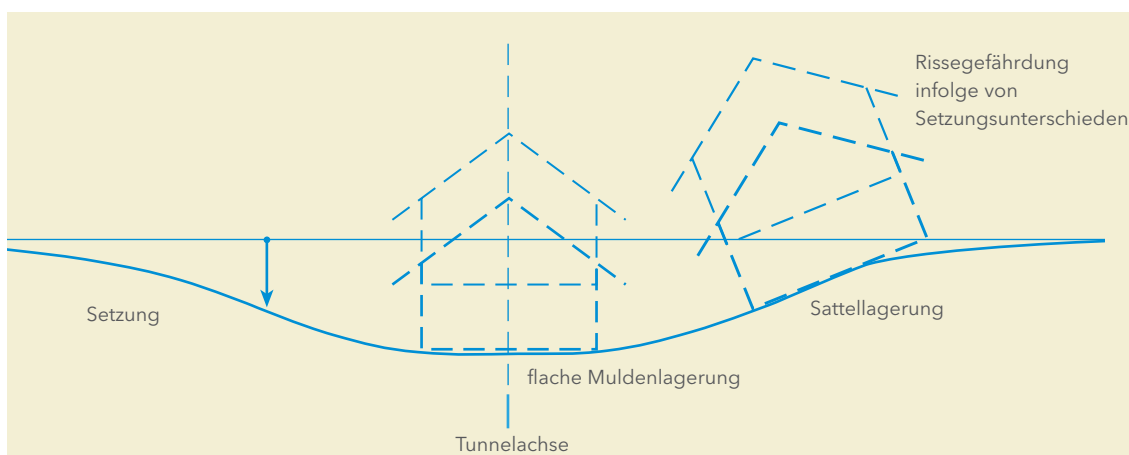 Rissegefährdung
infolge von
Setzungsunterschieden
Setzung
Sattellagerung
flache Muldenlagerung
Tunnelachse